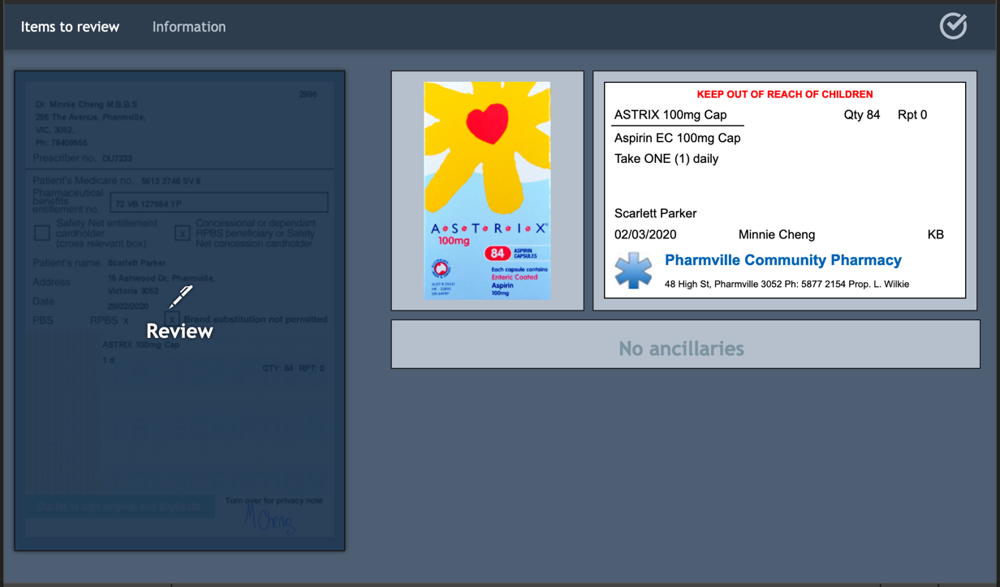 Items to review
Information
2996
Dr. Minnie Cheng M.B.B.S
295 The Avenue, Pharmville,
VIC, 3052,
Ph: 78409555
Prescriber no. DU7233
Patient's Medicare no. 6613 3746 SV 8
Pharmaceutical
benefits
entitlement no.
72 VB 127654 YP
Safety Net entitlement
cardholder
(cross relevant box)
x
Concessional or dependant
RPBS beneficiary or Safety
Net concession cardholder
Patient's name Scarlett Parker
Address 15 Ashwood Dr, Pharmville,
Victoria 3052
Date 29/02/2020
PBS RPBS x
x Brand substitution not permitted
Review
ASTRIX 100mg Cap
1 d
QTY: 84 RPT: 0
Doctor to sign original and duplicate
Turn over for privacy note
M Cheng
A•S•T•R•I•X®
100mg
84 ASPIRIN
CAPSULES
Each capsule contains
Enteric Coated
Aspirin
100mg
KEEP OUT OF REACH OF CHILDREN
ASTRIX 100mg Cap Qty 84 Rpt 0
Aspirin EC 100mg Cap
Take ONE (1) daily
Scarlett Parker
02/03/2020 Minnie Cheng KB
Pharmville Community Pharmacy
48 High St, Pharmville 3052 Ph: 5877 2154 Prop. L. Wilkie
No ancillaries